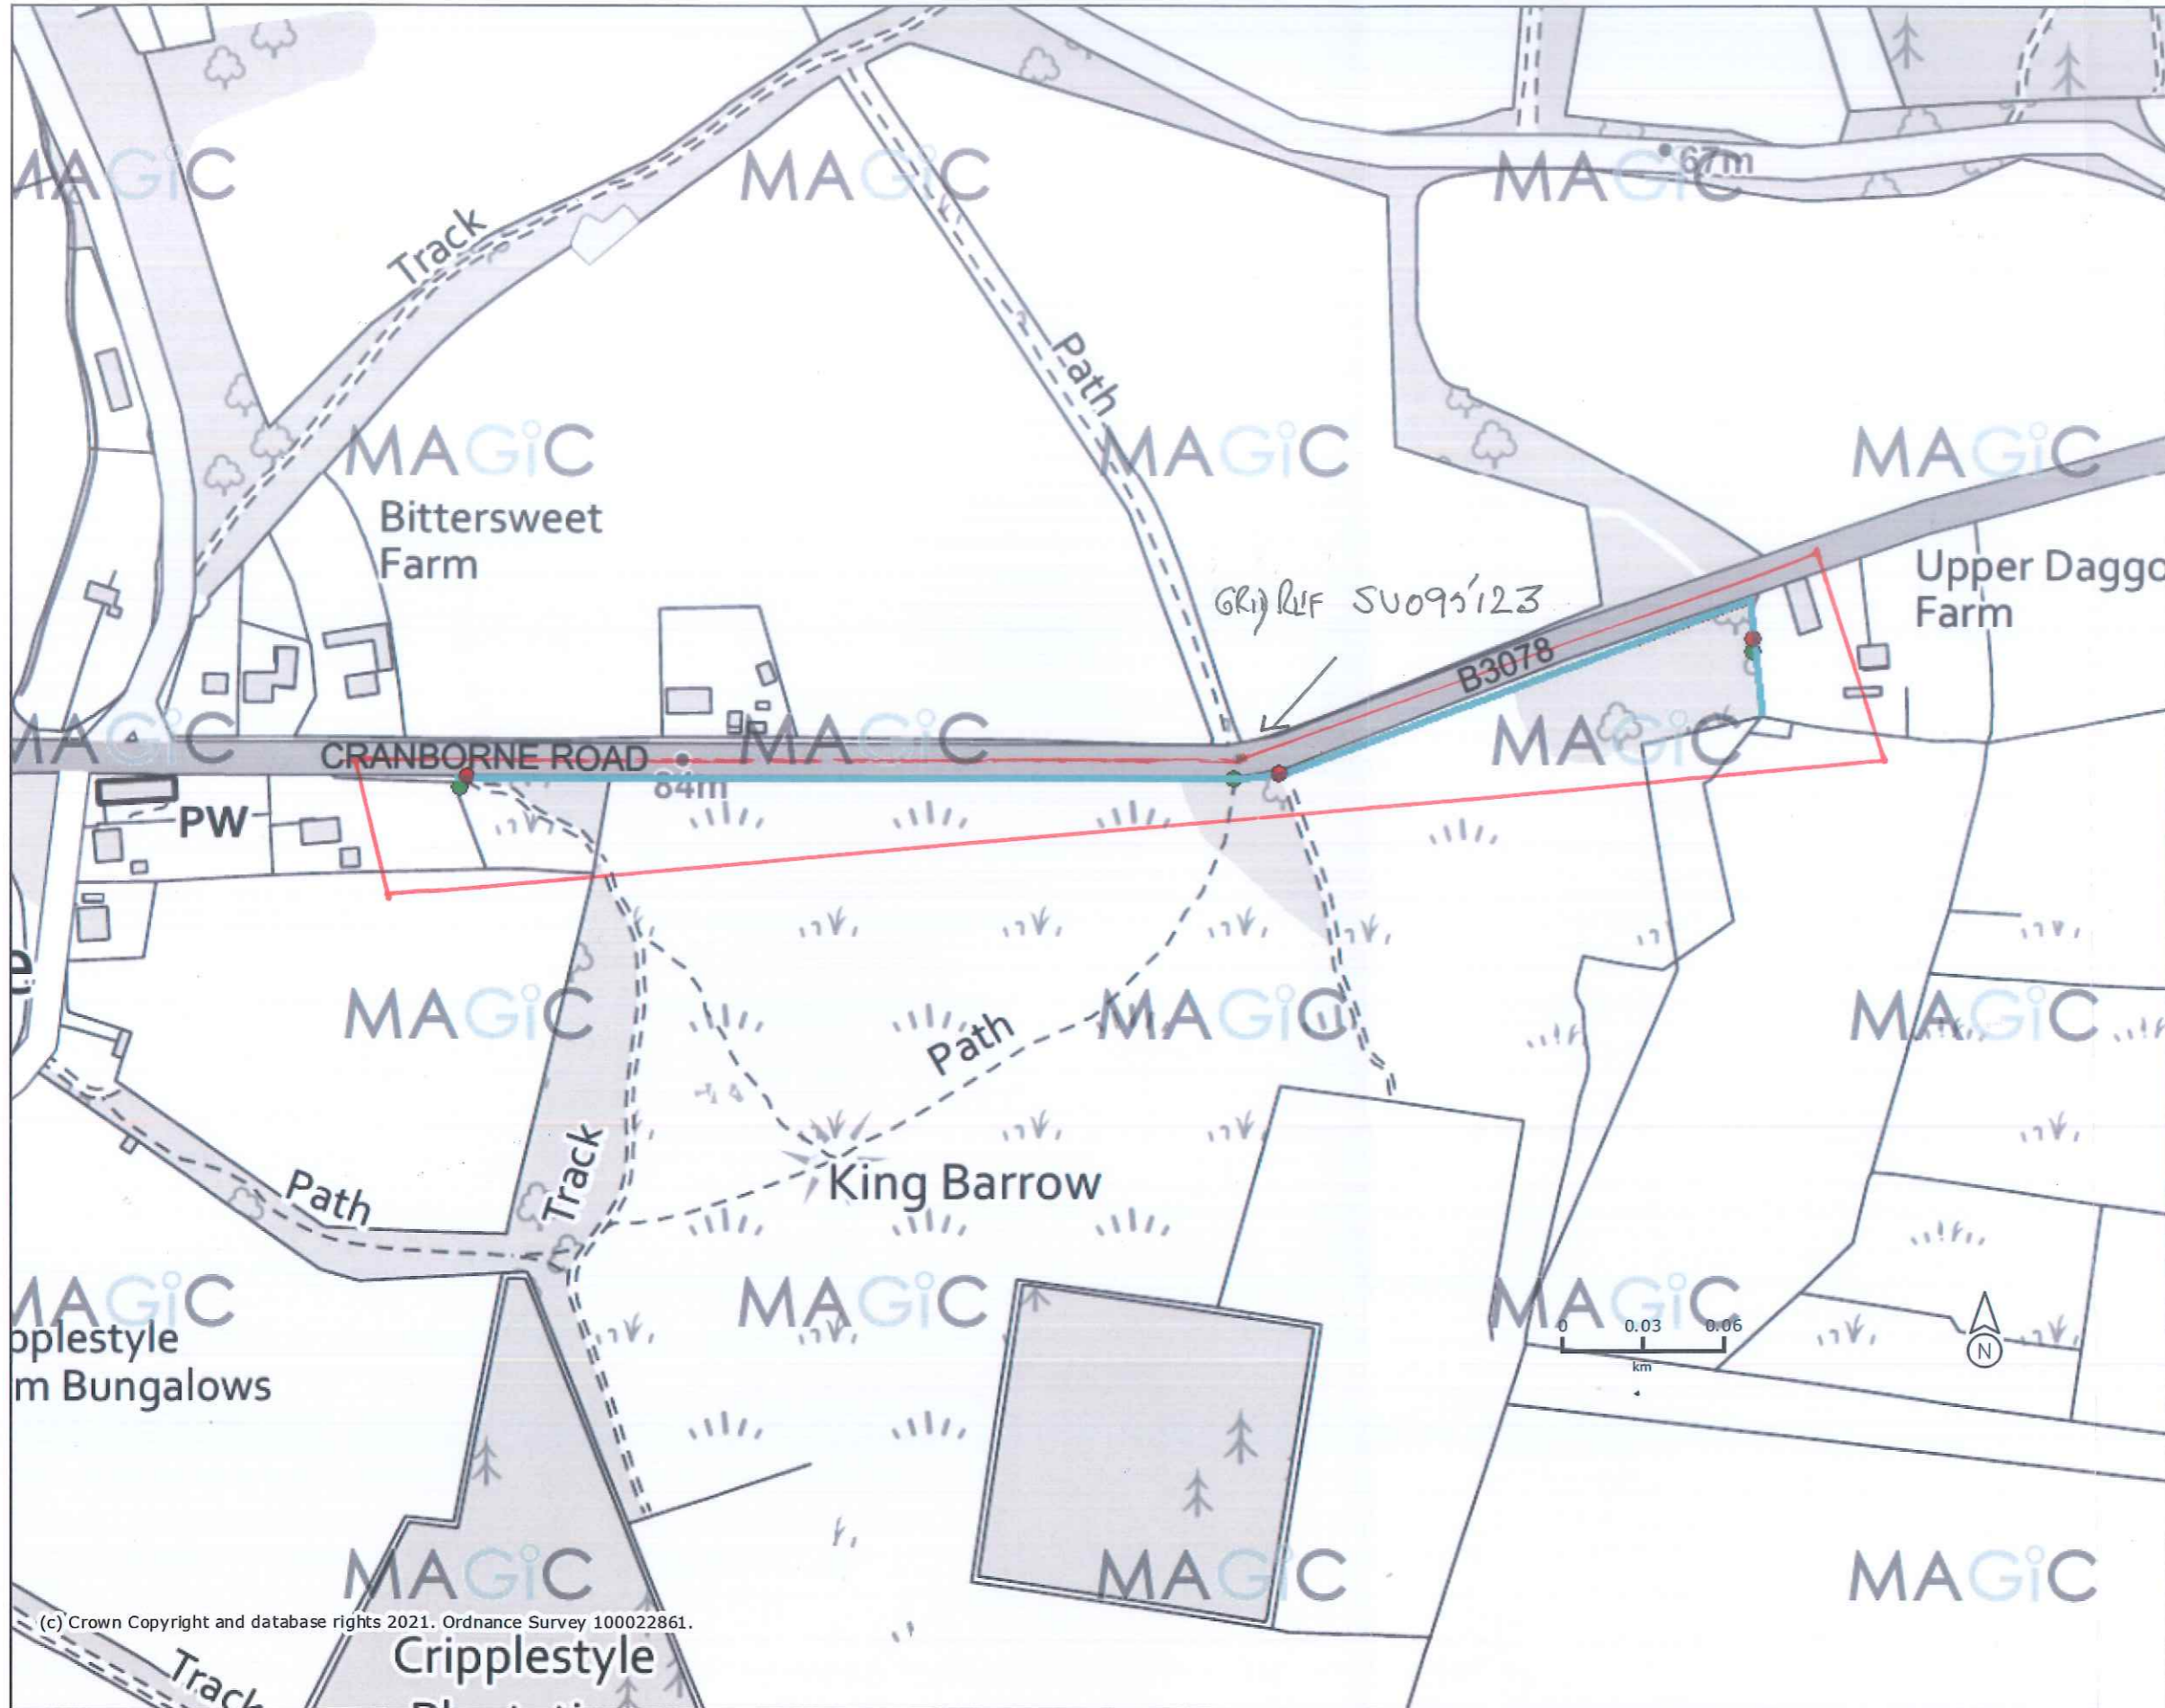 67m
MAGiC
MAGiC
MAGiC
Track
Path
MAGiC
MAGiC
MAGiC
Bittersweet
Farm
Upper Daggo
Farm
GRID REF SU095123
B3078
MAGiC
MAGiC
MAGiC
CRANBORNE ROAD
84m
PW
MAGiC
MAGiC
MAGiC
Path
Path
Track
King Barrow
MAGiC
MAGiC
MAGiC
0 0.03 0.06
km
N
pplestyle
m Bungalows
MAGiC
MAGiC
MAGiC
(c) Crown Copyright and database rights 2021. Ordnance Survey 100022861.
Cripplestyle
Track